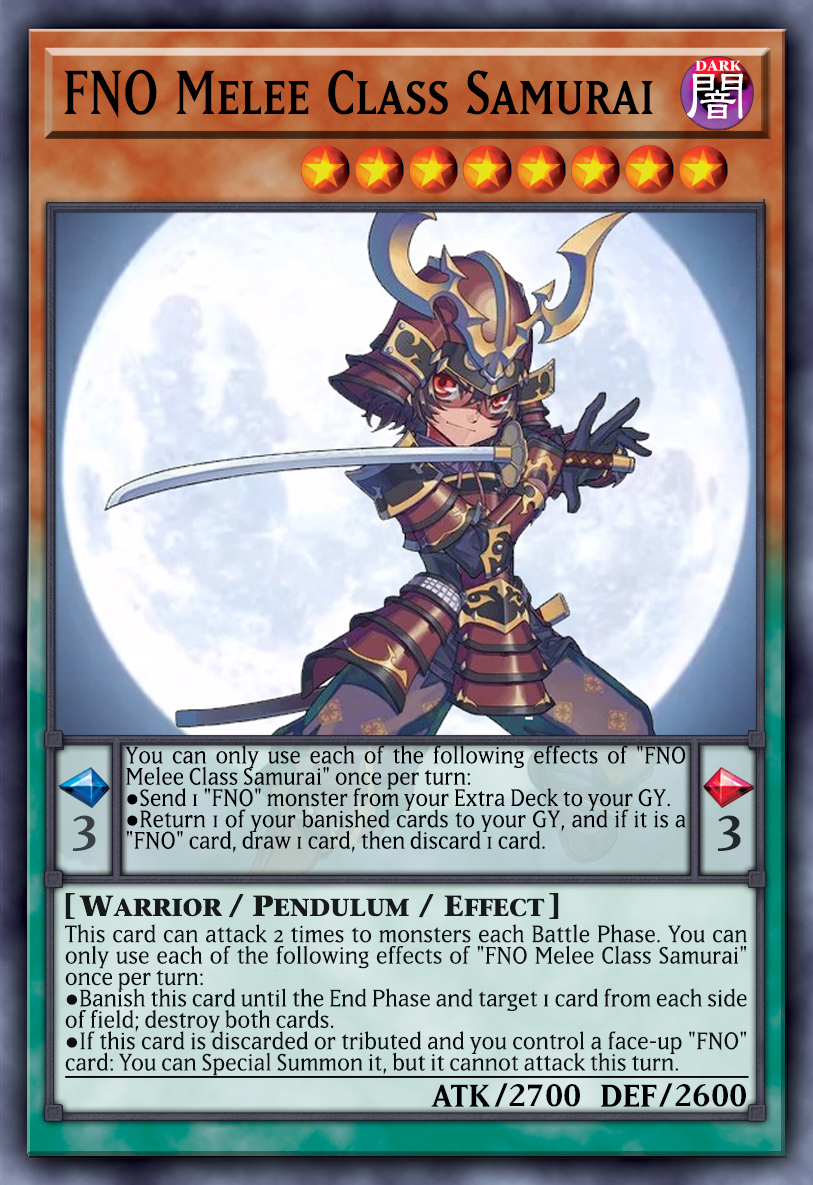 FNO Melee Class Samurai
DARK
闇
You can only use each of the following effects of "FNO
Melee Class Samurai" once per turn:
●Send 1 "FNO" monster from your Extra Deck to your GY.
●Return 1 of your banished cards to your GY, and if it is a
"FNO" card, draw 1 card, then discard 1 card.
3
3
[ Warrior / Pendulum / Effect ]
This card can attack 2 times to monsters each Battle Phase. You can
only use each of the following effects of "FNO Melee Class Samurai"
once per turn:
●Banish this card until the End Phase and target 1 card from each side
of field; destroy both cards.
●If this card is discarded or tributed and you control a face-up "FNO"
card: You can Special Summon it, but it cannot attack this turn.
ATK/2700 DEF/2600